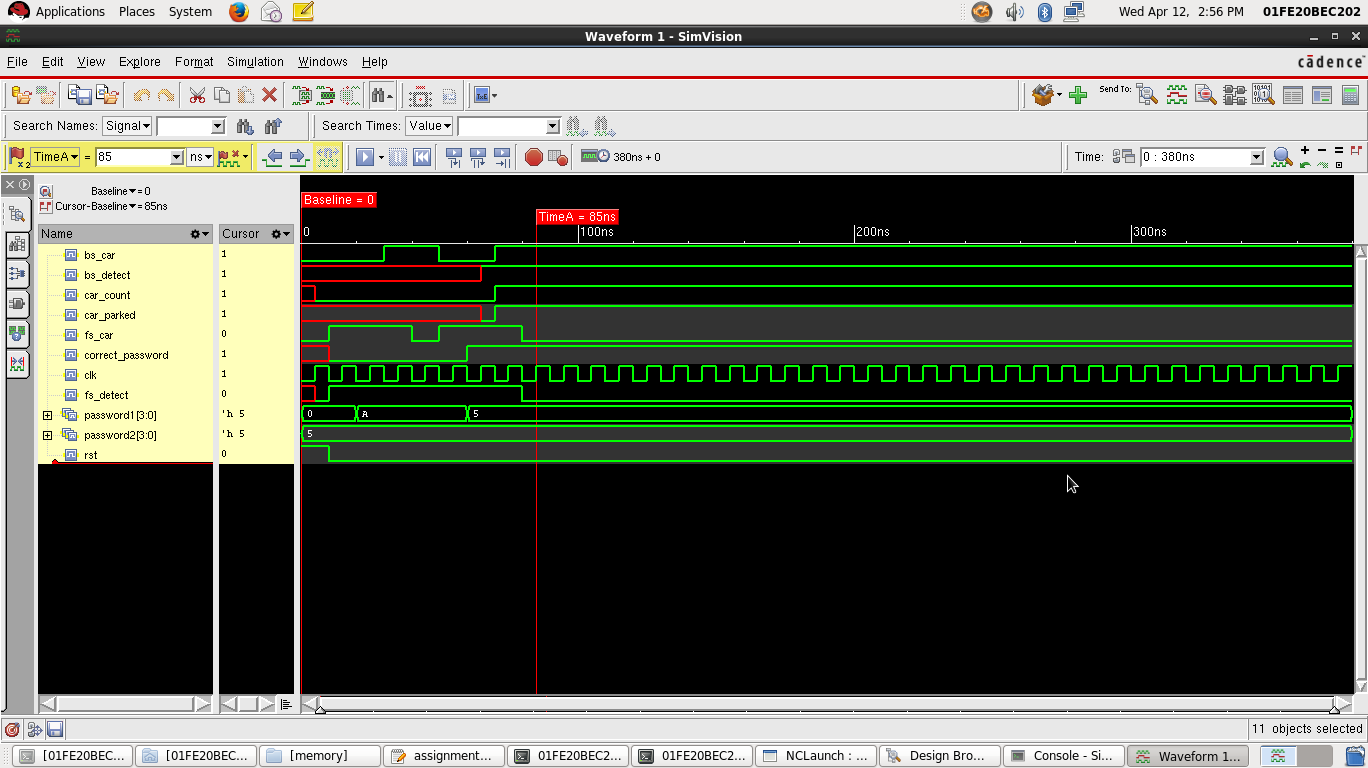 Applications Places System Wed Apr 12, 2:56 PM 01FE20BEC202
Waveform 1 - SimVision
File Edit View Explore Format Simulation Windows Help cādence
Send To:
Search Names: Signal Search Times: Value
x2 TimeA = 85 ns 380ns + 0 Time: 0 : 380ns
Baseline = 0
Cursor-Baseline = 85ns
Baseline = 0
TimeA = 85ns
Name Cursor 0 100ns 200ns 300ns
bs_car 1
bs_detect 1
car_count 1
car_parked 1
fs_car 0
correct_password 1
clk 1
fs_detect 0
password1[3:0] 'h 5 0 A 5
password2[3:0] 'h 5 5
rst 0
11 objects selected
[01FE20BEC... [01FE20BEC... [memory] assignment... 01FE20BEC2... 01FE20BEC2... NCLaunch : ... Design Bro... Console - Si... Waveform 1...